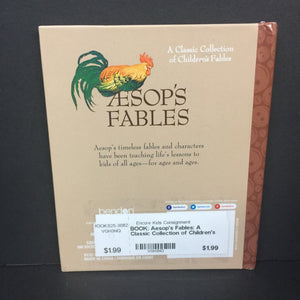 A Classic Collection
of Children's Fables
ÆSOP'S
FABLES
Aesop's timeless fables and characters
have been teaching life's lessons to
kids of all ages—for ages and ages.
bendon
Encore Kids Consignment
BOOK: Aesop's Fables: A
Classic Collection of Children's
$1.99
$1.99